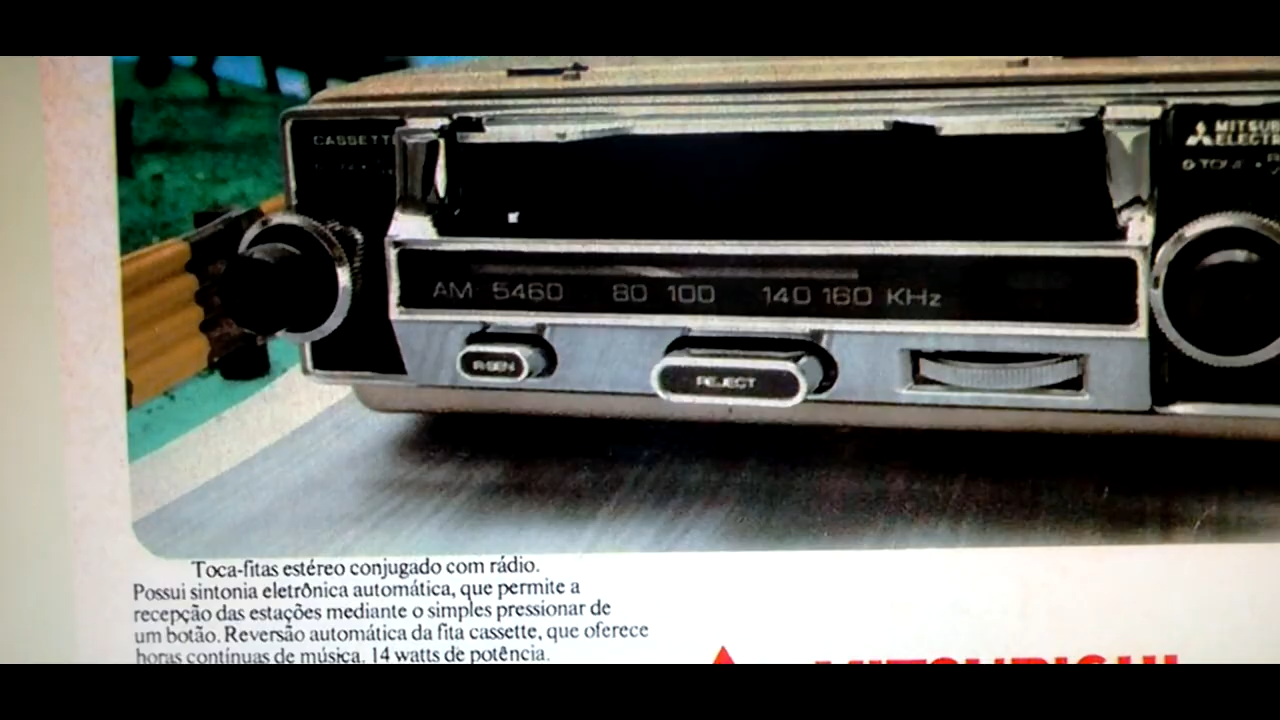 CASSETT
MITSUB
ELECTR
AM 5460 80 100 140 160 KHz
REJECT
Toca-fitas estéreo conjugado com rádio.
Possui sintonia eletrônica automática, que permite a
recepção das estações mediante o simples pressionar de
um botão. Reversão automática da fita cassette, que oferece
horas contínuas de música. 14 watts de potência.
MITSUBISHI